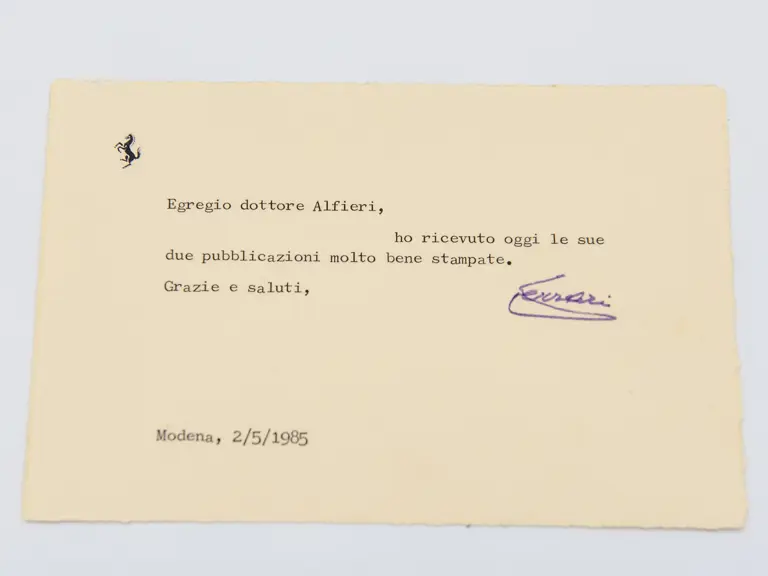 Egregio dottore Alfieri,
ho ricevuto oggi le sue
due pubblicazioni molto bene stampate.
Grazie e saluti,
Ferrari
Modena, 2/5/1985